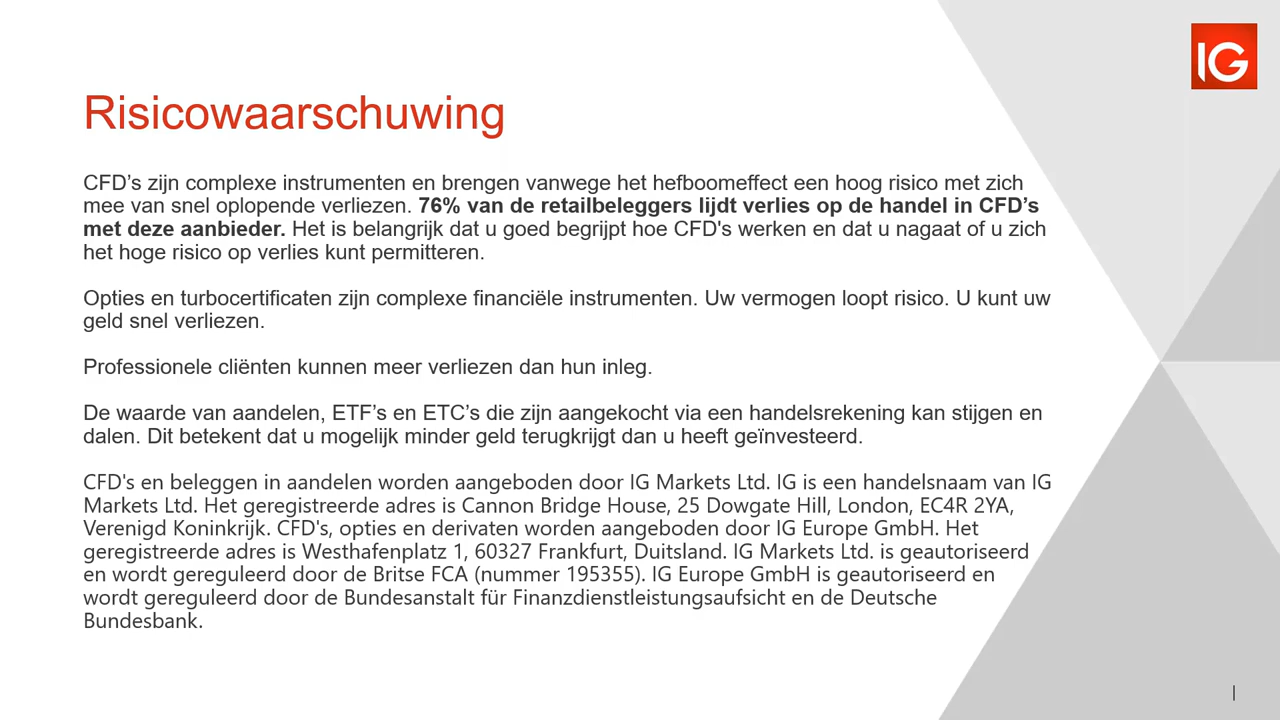 IG
Risicowaarschuwing
CFD’s zijn complexe instrumenten en brengen vanwege het hefboomeffect een hoog risico met zich
mee van snel oplopende verliezen. 76% van de retailbeleggers lijdt verlies op de handel in CFD’s
met deze aanbieder. Het is belangrijk dat u goed begrijpt hoe CFD's werken en dat u nagaat of u zich
het hoge risico op verlies kunt permitteren.
Opties en turbocertificaten zijn complexe financiële instrumenten. Uw vermogen loopt risico. U kunt uw
geld snel verliezen.
Professionele cliënten kunnen meer verliezen dan hun inleg.
De waarde van aandelen, ETF’s en ETC’s die zijn aangekocht via een handelsrekening kan stijgen en
dalen. Dit betekent dat u mogelijk minder geld terugkrijgt dan u heeft geïnvesteerd.
CFD's en beleggen in aandelen worden aangeboden door IG Markets Ltd. IG is een handelsnaam van IG
Markets Ltd. Het geregistreerde adres is Cannon Bridge House, 25 Dowgate Hill, London, EC4R 2YA,
Verenigd Koninkrijk. CFD's, opties en derivaten worden aangeboden door IG Europe GmbH. Het
geregistreerde adres is Westhafenplatz 1, 60327 Frankfurt, Duitsland. IG Markets Ltd. is geautoriseerd
en wordt gereguleerd door de Britse FCA (nummer 195355). IG Europe GmbH is geautoriseerd en
wordt gereguleerd door de Bundesanstalt für Finanzdienstleistungsaufsicht en de Deutsche
Bundesbank.
|